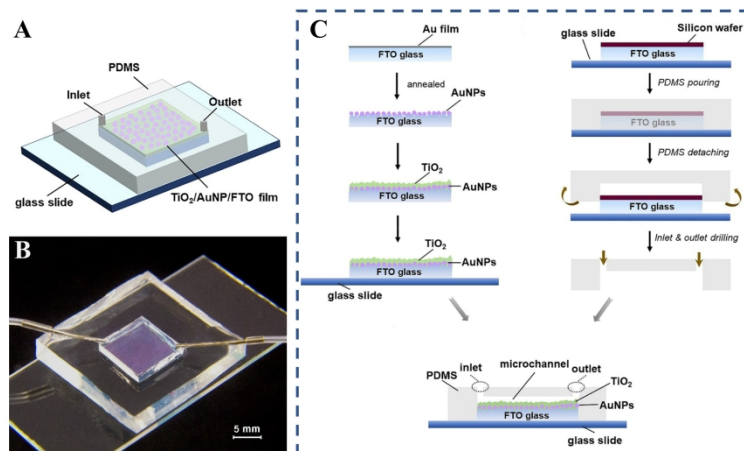 A
PDMS
Inlet
Outlet
glass slide
TiO₂/AuNP/FTO film
B
5 mm
C
Au film
FTO glass
annealed
AuNPs
FTO glass
TiO₂
AuNPs
FTO glass
TiO₂
AuNPs
FTO glass
glass slide
Silicon wafer
glass slide
FTO glass
PDMS pouring
FTO glass
PDMS detaching
FTO glass
Inlet & outlet drilling
microchannel
inlet
outlet
PDMS
TiO₂
AuNPs
FTO glass
glass slide